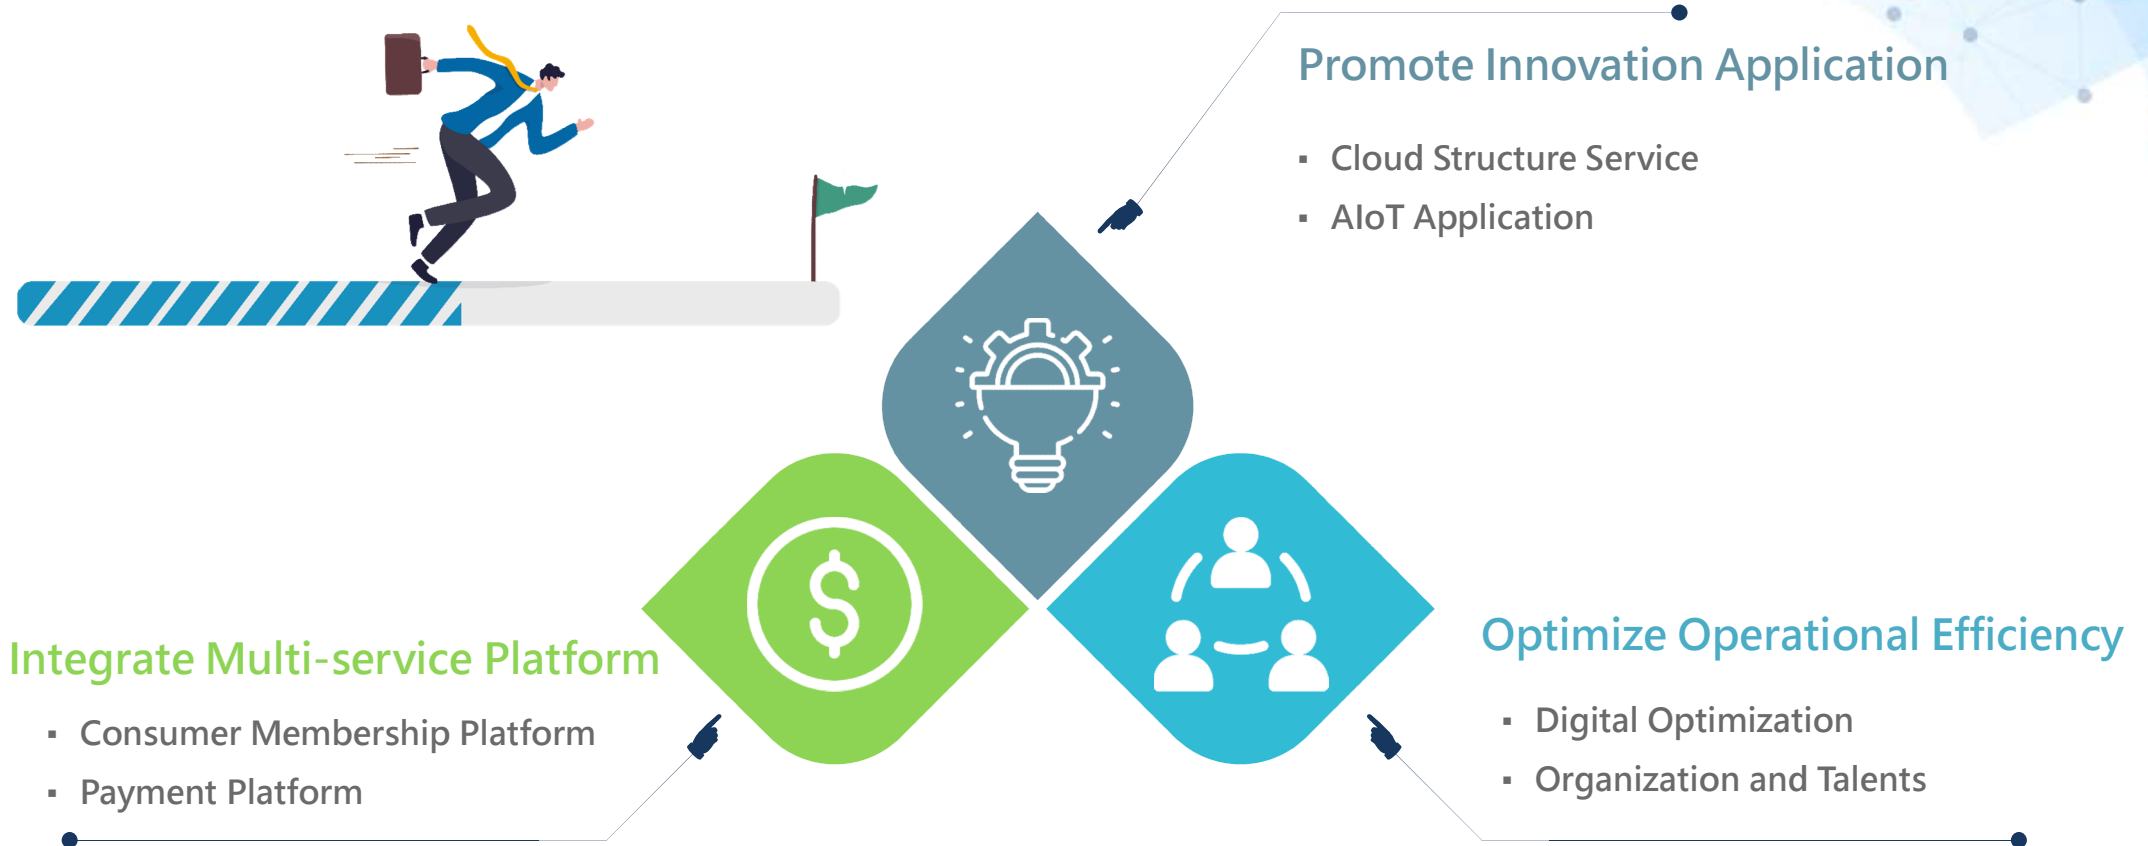 Promote Innovation Application
▪ Cloud Structure Service
▪ AIoT Application
Integrate Multi-service Platform
▪ Consumer Membership Platform
▪ Payment Platform
Optimize Operational Efficiency
▪ Digital Optimization
▪ Organization and Talents